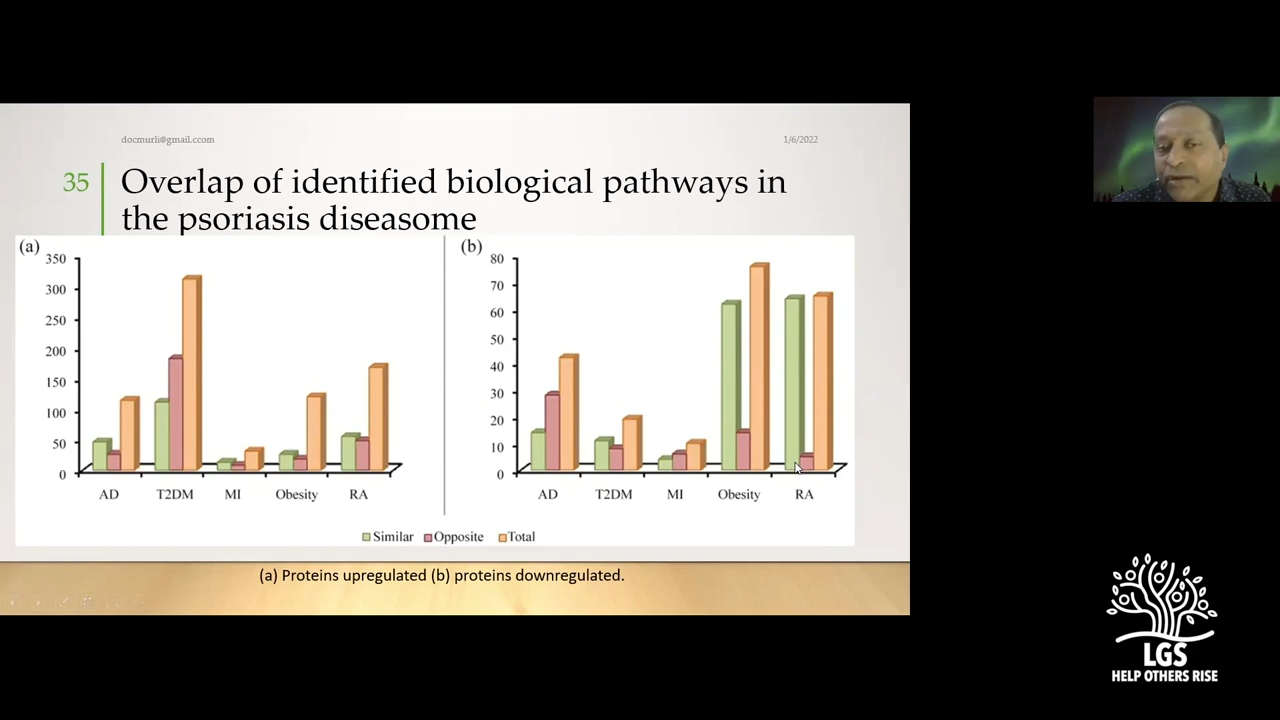 docmurli@gmail.ccom
1/6/2022
35
Overlap of identified biological pathways in
the psoriasis diseasome
(a)
350
300
250
200
150
100
50
0
AD T2DM MI Obesity RA
(b)
80
70
60
50
40
30
20
10
0
AD T2DM MI Obesity RA
Similar Opposite Total
(a) Proteins upregulated (b) proteins downregulated.
LGS
HELP OTHERS RISE